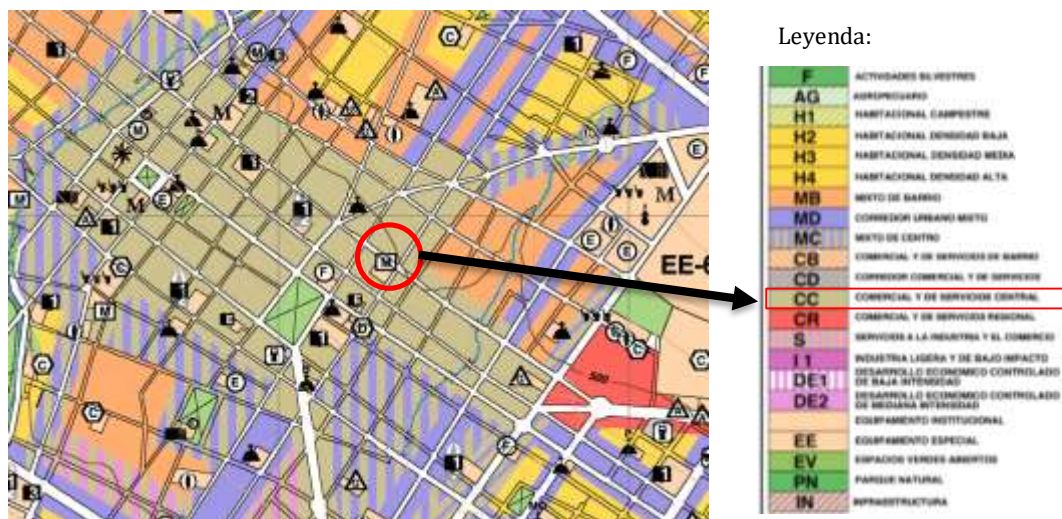 Leyenda:
F ACTIVIDADES SILVESTRES
AG AGROPECUARIO
H1 HABITACIONAL CAMPESTRE
H2 HABITACIONAL DENSIDAD BAJA
H3 HABITACIONAL DENSIDAD MEDIA
H4 HABITACIONAL DENSIDAD ALTA
MB MIXTO DE BARRIO
MD CORREDOR URBANO MIXTO
MC MIXTO DE CENTRO
CB COMERCIAL Y DE SERVICIOS DE BARRIO
CD CORREDOR COMERCIAL Y DE SERVICIOS
CC COMERCIAL Y DE SERVICIOS CENTRAL
CR COMERCIAL Y DE SERVICIOS REGIONAL
S SERVICIOS A LA INDUSTRIA Y EL COMERCIO
I 1 INDUSTRIA LIGERA Y DE BAJO IMPACTO
DE1 DESARROLLO ECONOMICO CONTROLADO
DE BAJA INTENSIDAD
DE2 DESARROLLO ECONOMICO CONTROLADO
DE MEDIANA INTENSIDAD
EQUIPAMIENTO INSTITUCIONAL
EE EQUIPAMIENTO ESPECIAL
EV ESPACIOS VERDES ABIERTOS
PN PARQUE NATURAL
IN INFRAESTRUCTURA
M
M
M
M
EE-6
500